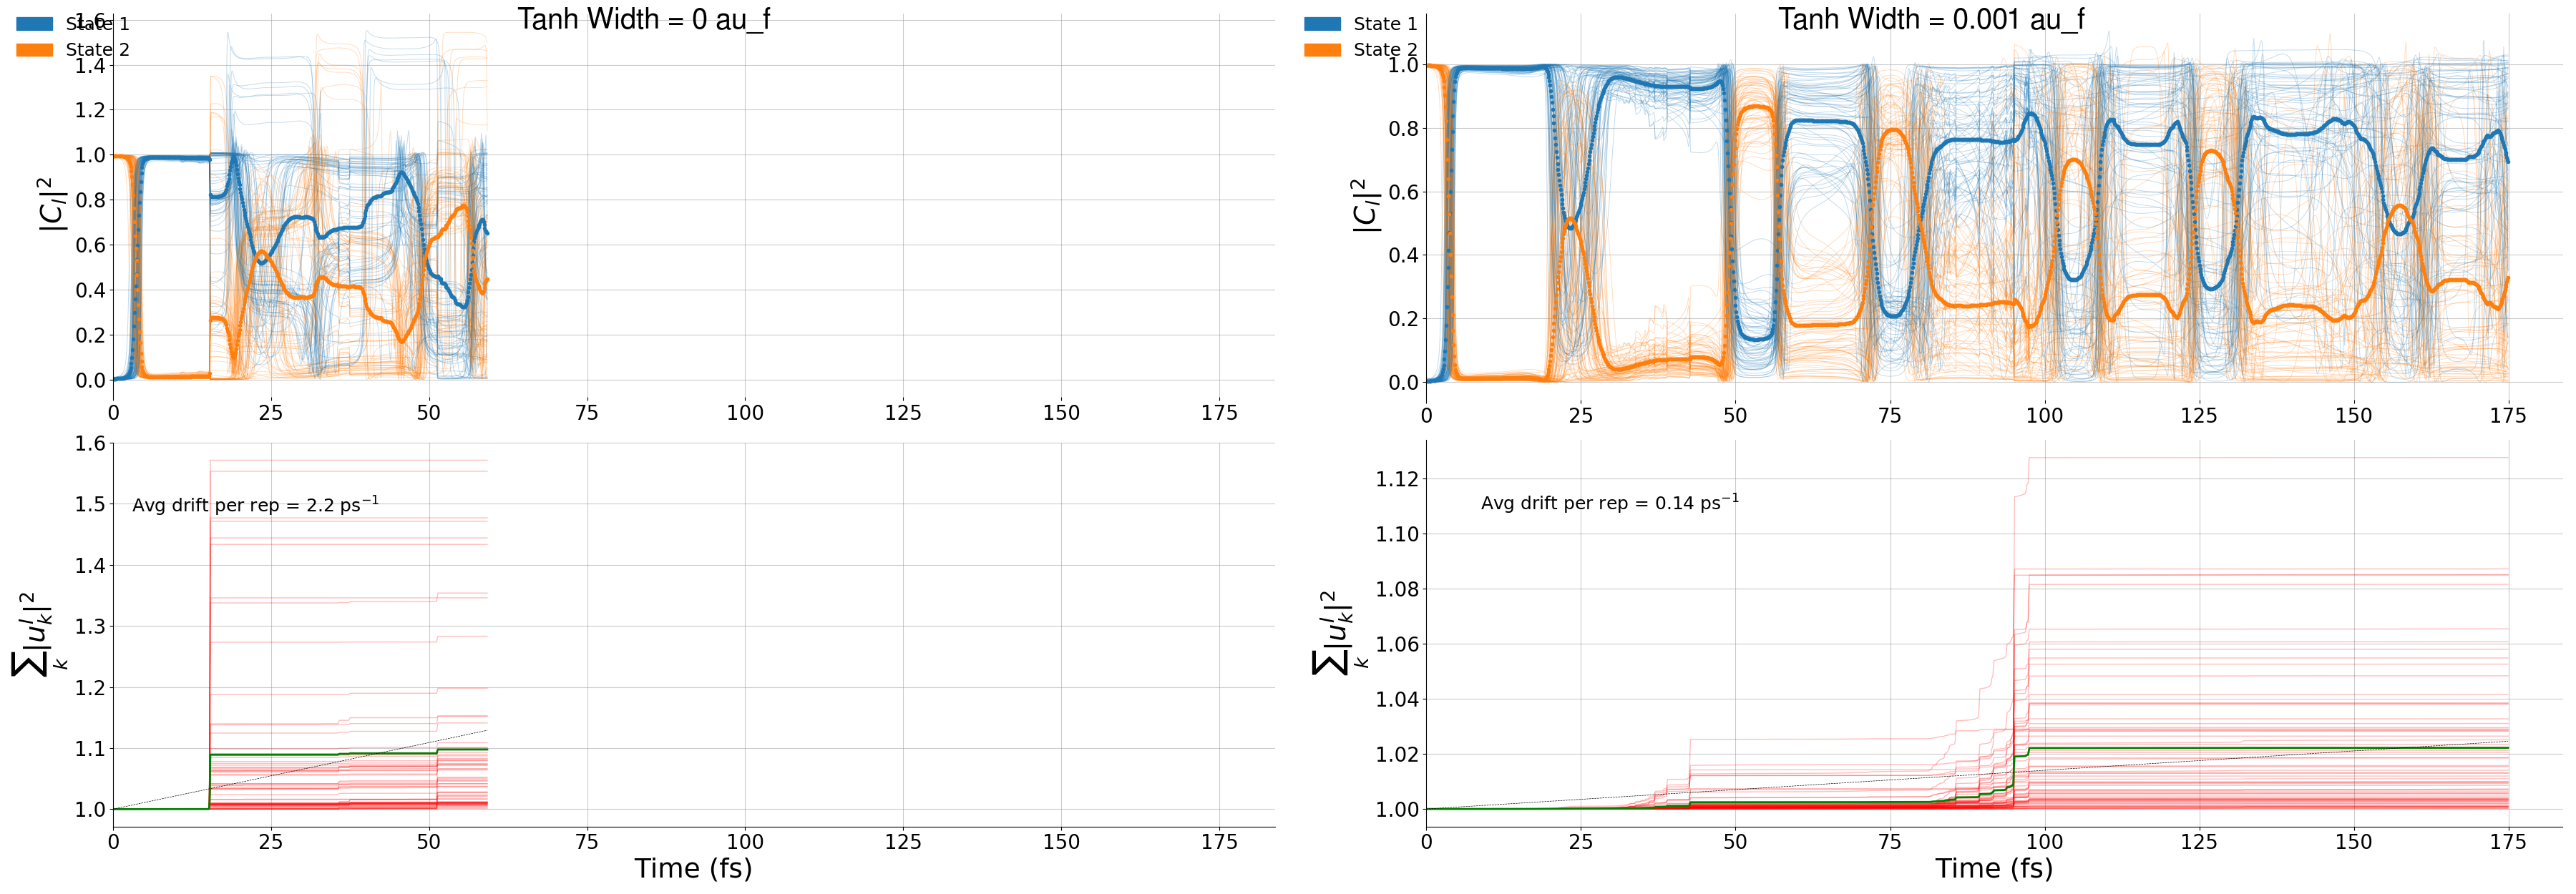 Tanh Width = 0 au_f
State 1
State 2
|C_l|^2
1.6
1.4
1.2
1.0
0.8
0.6
0.4
0.2
0.0
0 25 50 75 100 125 150 175
Avg drift per rep = 2.2 ps^{-1}
\sum_k |u_k^l|^2
1.6
1.5
1.4
1.3
1.2
1.1
1.0
0 25 50 75 100 125 150 175
Time (fs)
Tanh Width = 0.001 au_f
State 1
State 2
|C_l|^2
1.0
0.8
0.6
0.4
0.2
0.0
0 25 50 75 100 125 150 175
Avg drift per rep = 0.14 ps^{-1}
\sum_k |u_k^l|^2
1.12
1.10
1.08
1.06
1.04
1.02
1.00
0 25 50 75 100 125 150 175
Time (fs)